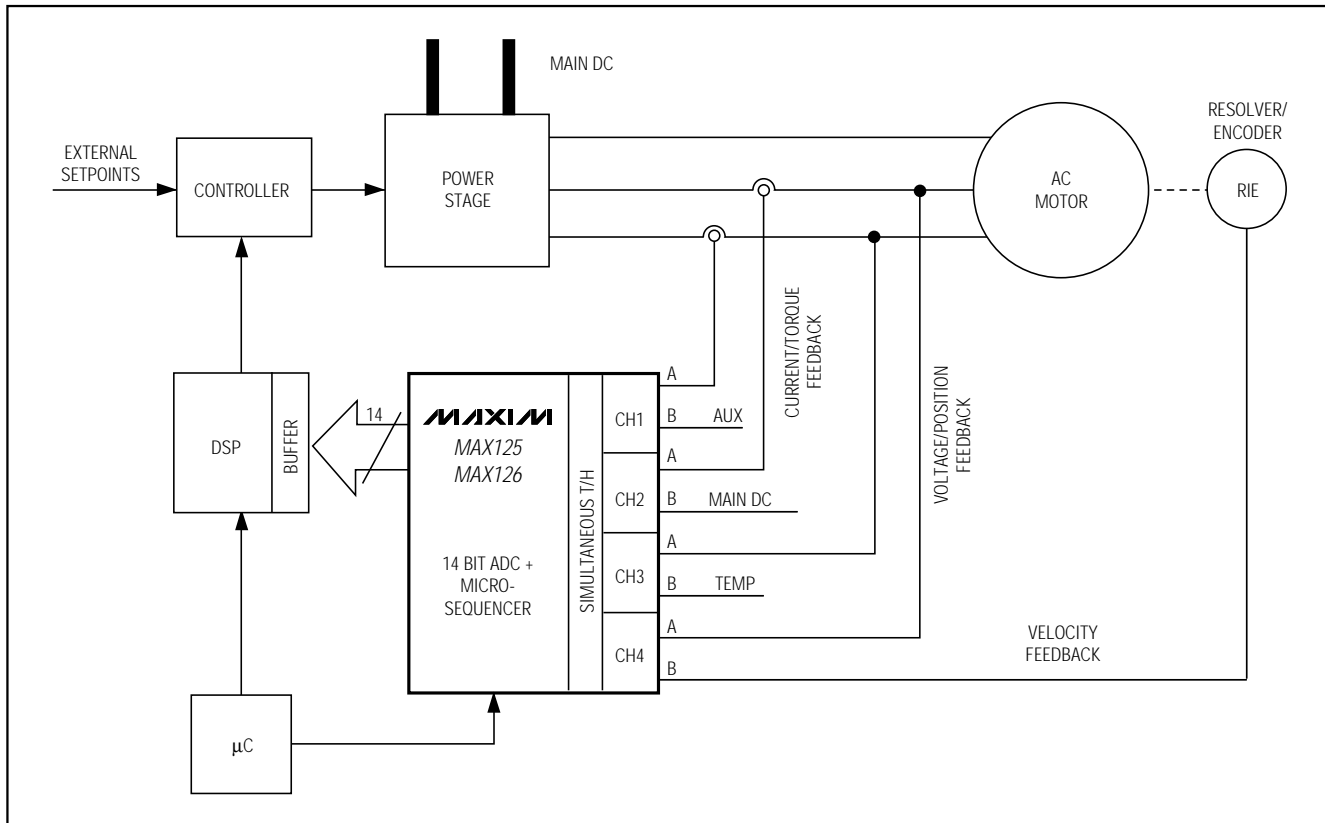 MAIN DC
EXTERNAL
SETPOINTS
CONTROLLER
POWER
STAGE
AC
MOTOR
RESOLVER/
ENCODER
RIE
CURRENT/TORQUE
FEEDBACK
VOLTAGE/POSITION
FEEDBACK
DSP
BUFFER
14
MAXIM
MAX125
MAX126
14 BIT ADC +
MICRO-
SEQUENCER
SIMULTANEOUS T/H
CH1
CH2
CH3
CH4
A
B AUX
A
B MAIN DC
A
B TEMP
A
B
VELOCITY
FEEDBACK
μC